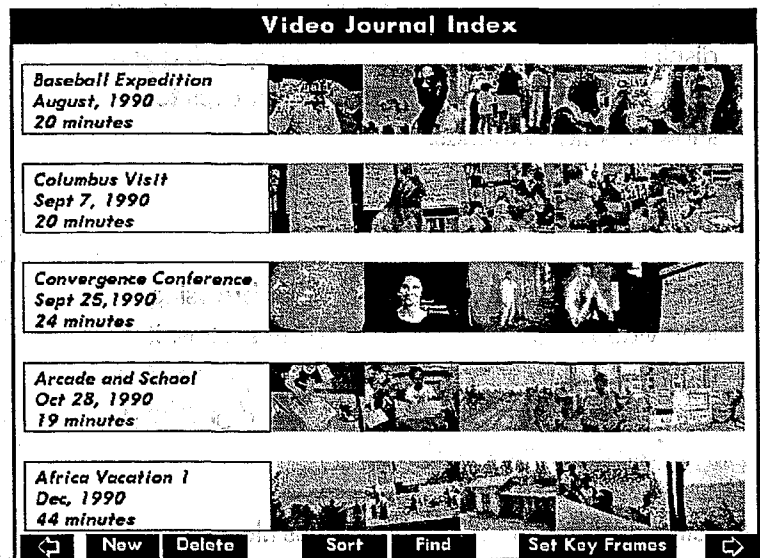 Video Journal Index
Baseball Expedition
August, 1990
20 minutes
Columbus Visit
Sept 7, 1990
20 minutes
Convergence Conference
Sept 25, 1990
24 minutes
Arcade and School
Oct 28, 1990
19 minutes
Africa Vacation 1
Dec, 1990
44 minutes
New Delete Sort Find Set Key Frames